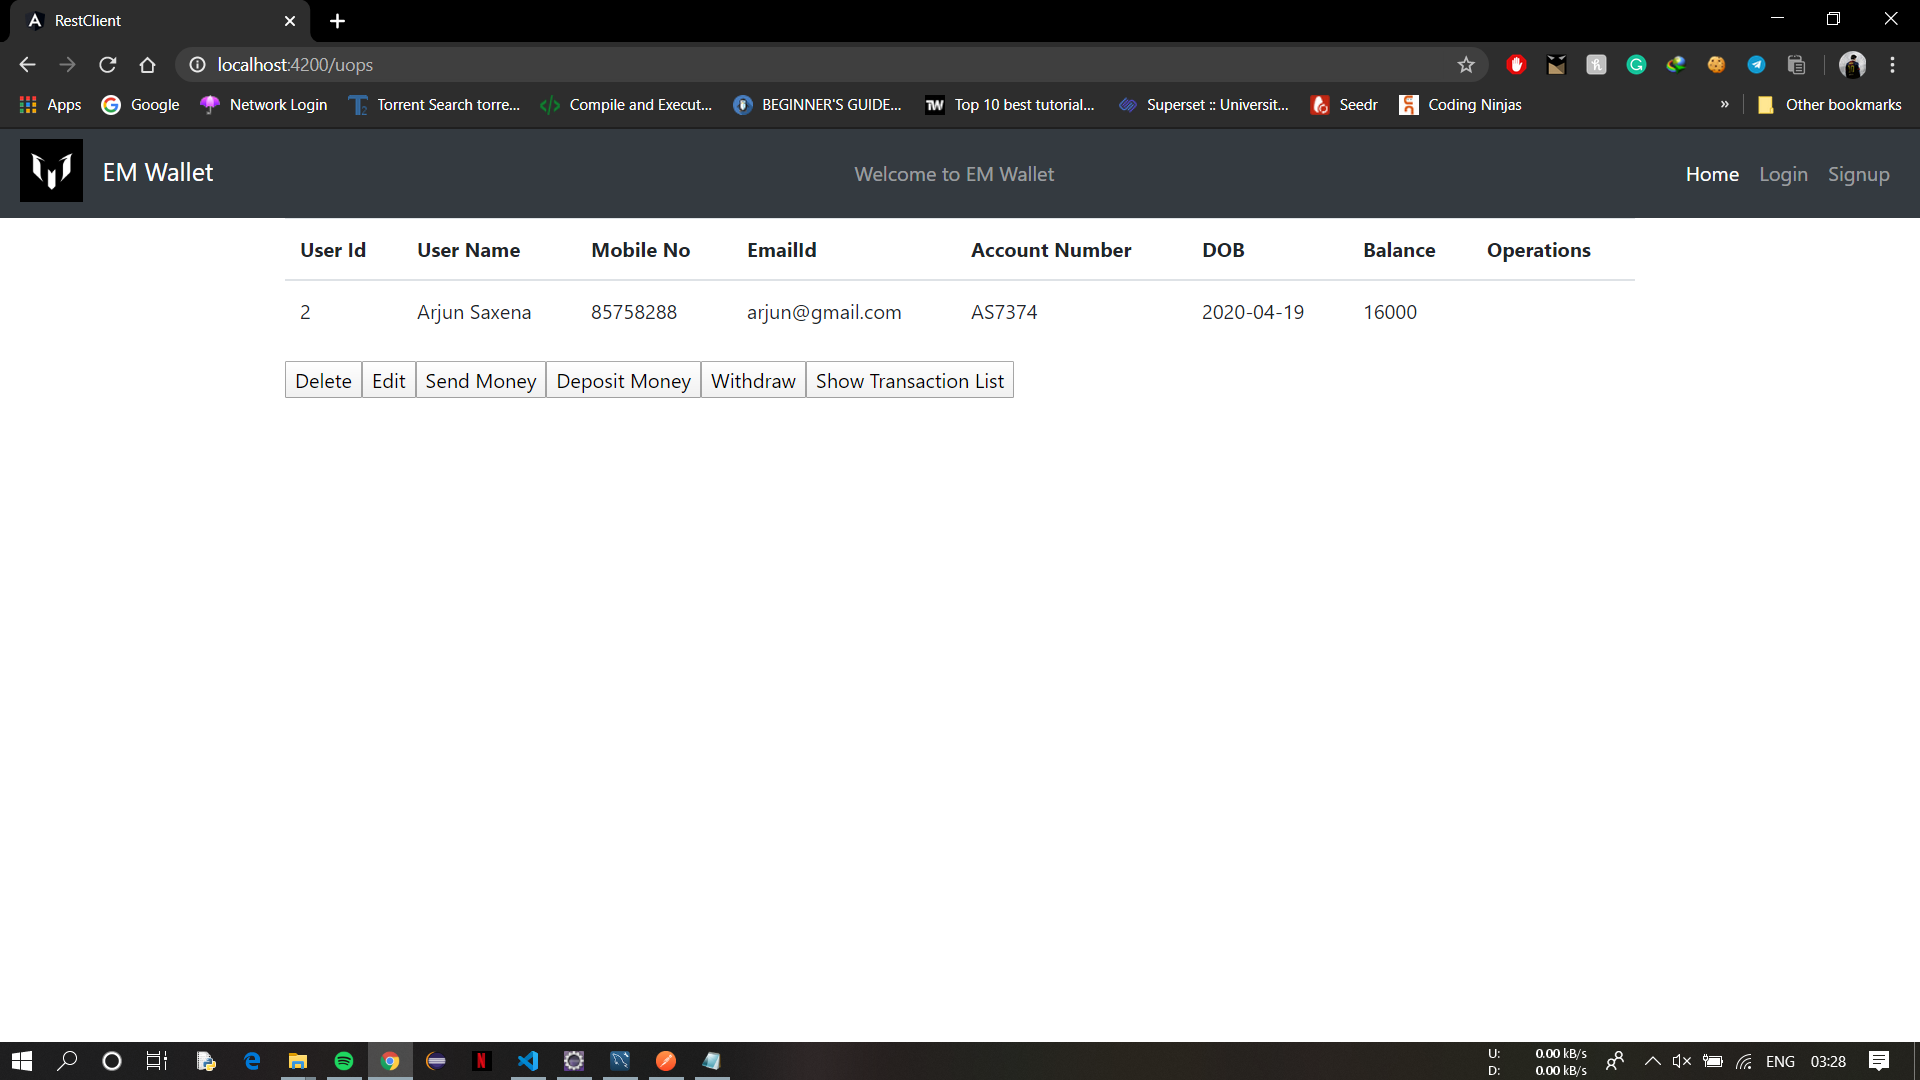 RestClient
localhost:4200/uops
Apps Google Network Login Torrent Search torre... Compile and Execut... BEGINNER'S GUIDE... TW Top 10 best tutorial... Superset :: Universit... Seedr Coding Ninjas » Other bookmarks
EM Wallet Welcome to EM Wallet Home Login Signup
User Id User Name Mobile No EmailId Account Number DOB Balance Operations
2 Arjun Saxena 85758288 arjun@gmail.com AS7374 2020-04-19 16000
Delete Edit Send Money Deposit Money Withdraw Show Transaction List
U: 0.00 kB/s
D: 0.00 kB/s
ENG 03:28